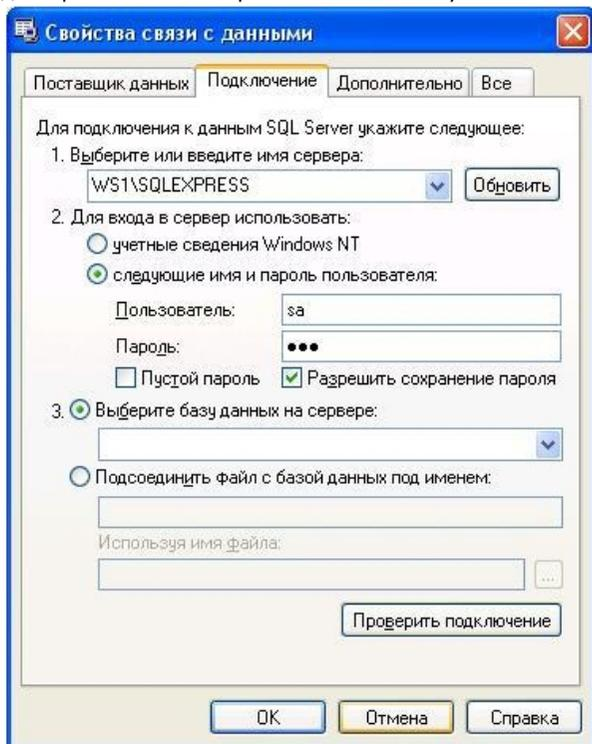 Свойства связи с данными
Поставщик данных Подключение Дополнительно Все
Для подключения к данным SQL Server укажите следующее:
1. Выберите или введите имя сервера:
WS1\SQLEXPRESS Обновить
2. Для входа в сервер использовать:
учетные сведения Windows NT
следующие имя и пароль пользователя:
Пользователь: sa
Пароль: ●●●
Пустой пароль Разрешить сохранение пароля
3. Выберите базу данных на сервере:
Подсоединить файл с базой данных под именем:
Используя имя файла:
...
Проверить подключение
ОК Отмена Справка